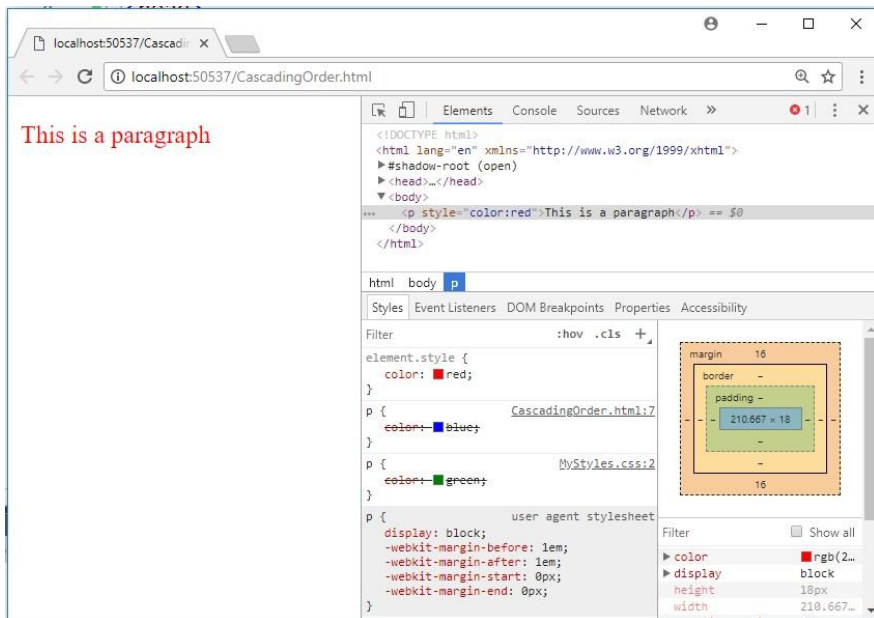 localhost:50537/Cascadin
localhost:50537/CascadingOrder.html
This is a paragraph
Elements Console Sources Network » 1
<!DOCTYPE html>
<html lang="en" xmlns="http://www.w3.org/1999/xhtml">
▶#shadow-root (open)
▶<head>…</head>
▼<body>
••• <p style="color:red">This is a paragraph</p> == $0
</body>
</html>
html body p
Styles Event Listeners DOM Breakpoints Properties Accessibility
Filter :hov .cls +
element.style {
color: red;
}
p { CascadingOrder.html:7
color: blue;
}
p { MyStyles.css:2
color: green;
}
p { user agent stylesheet
display: block;
-webkit-margin-before: 1em;
-webkit-margin-after: 1em;
-webkit-margin-start: 0px;
-webkit-margin-end: 0px;
}
margin 16
border –
padding –
- - - 210.667 × 18 - - -
–
–
16
Filter Show all
▶ color rgb(2…
▶ display block
height 18px
width 210.667…